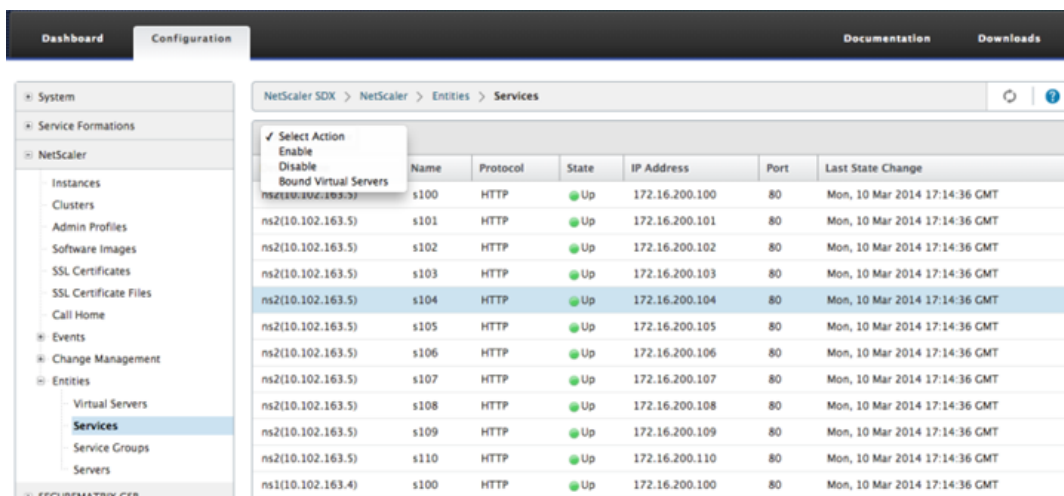 Dashboard Configuration Documentation Downloads
System
Service Formations
NetScaler
Instances
Clusters
Admin Profiles
Software Images
SSL Certificates
SSL Certificate Files
Call Home
Events
Change Management
Entities
Virtual Servers
Services
Service Groups
Servers
NetScaler SDX > NetScaler > Entities > Services
✓ Select Action
Enable
Disable
Bound Virtual Servers
Name Protocol State IP Address Port Last State Change
ns2(10.102.163.5) s100 HTTP Up 172.16.200.100 80 Mon, 10 Mar 2014 17:14:36 GMT
ns2(10.102.163.5) s101 HTTP Up 172.16.200.101 80 Mon, 10 Mar 2014 17:14:36 GMT
ns2(10.102.163.5) s102 HTTP Up 172.16.200.102 80 Mon, 10 Mar 2014 17:14:36 GMT
ns2(10.102.163.5) s103 HTTP Up 172.16.200.103 80 Mon, 10 Mar 2014 17:14:36 GMT
ns2(10.102.163.5) s104 HTTP Up 172.16.200.104 80 Mon, 10 Mar 2014 17:14:36 GMT
ns2(10.102.163.5) s105 HTTP Up 172.16.200.105 80 Mon, 10 Mar 2014 17:14:36 GMT
ns2(10.102.163.5) s106 HTTP Up 172.16.200.106 80 Mon, 10 Mar 2014 17:14:36 GMT
ns2(10.102.163.5) s107 HTTP Up 172.16.200.107 80 Mon, 10 Mar 2014 17:14:36 GMT
ns2(10.102.163.5) s108 HTTP Up 172.16.200.108 80 Mon, 10 Mar 2014 17:14:36 GMT
ns2(10.102.163.5) s109 HTTP Up 172.16.200.109 80 Mon, 10 Mar 2014 17:14:36 GMT
ns2(10.102.163.5) s110 HTTP Up 172.16.200.110 80 Mon, 10 Mar 2014 17:14:36 GMT
ns1(10.102.163.4) s100 HTTP Up 172.16.200.100 80 Mon, 10 Mar 2014 17:14:36 GMT